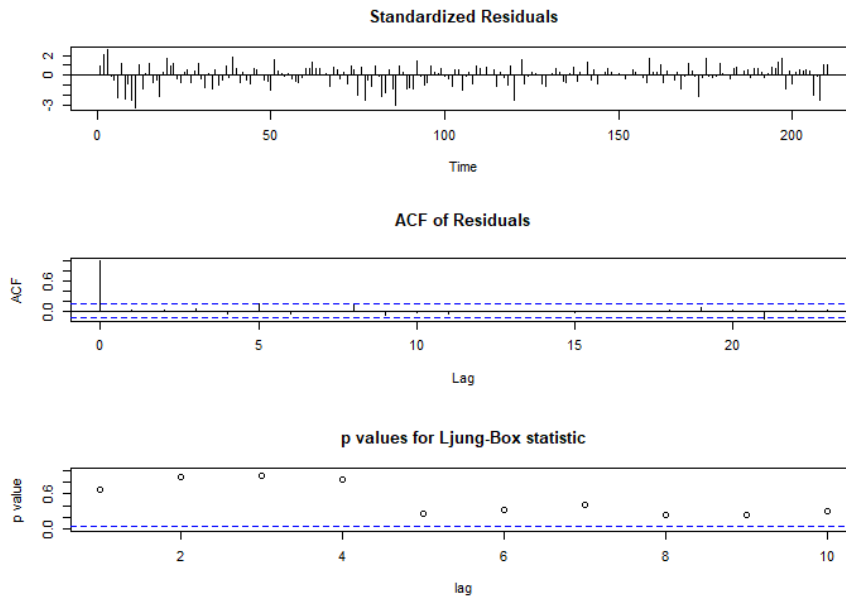 Standardized Residuals
2
0
-3
0 50 100 150 200
Time
ACF of Residuals
ACF
0.6
0.0
0 5 10 15 20
Lag
p values for Ljung-Box statistic
p value
0.6
0.0
2 4 6 8 10
lag